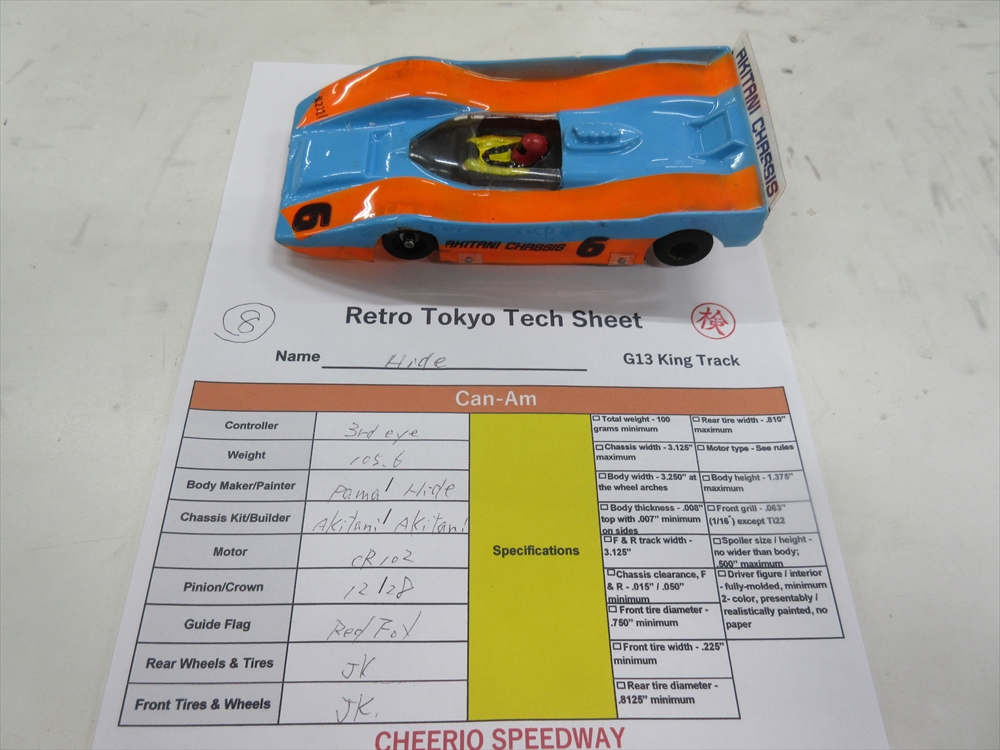 AKITANI CHASSIS
6
AKITANI CHASSIS 6
8
Retro Tokyo Tech Sheet
検
Name Hide
G13 King Track
Can-Am
Controller 3rd eye
Weight 105.6
Body Maker/Painter Pama/ Hide
Chassis Kit/Builder Akitani/ Akitani
Motor CR102
Pinion/Crown 12/28
Guide Flag Red Fox
Rear Wheels & Tires JK
Front Tires & Wheels JK.
Specifications
Total weight - 100
grams minimum
Chassis width - 3.125"
maximum
Body width - 3.250" at
the wheel arches
Body thickness - .008"
top with .007" minimum
on sides
F & R track width -
3.125"
Chassis clearance, F
& R - .015" / .050"
minimum
Front tire diameter -
.750" minimum
Front tire width - .225"
minimum
Rear tire diameter -
.8125" minimum
Rear tire width - .810"
maximum
Motor type - See rules
Body height - 1.375"
maximum
Front grill - .063"
(1/16") except Ti22
Spoiler size / height -
no wider than body;
.500" maximum
Driver figure / interior
- fully-molded, minimum
2- color, presentably /
realistically painted, no
paper
CHEERIO SPEEDWAY